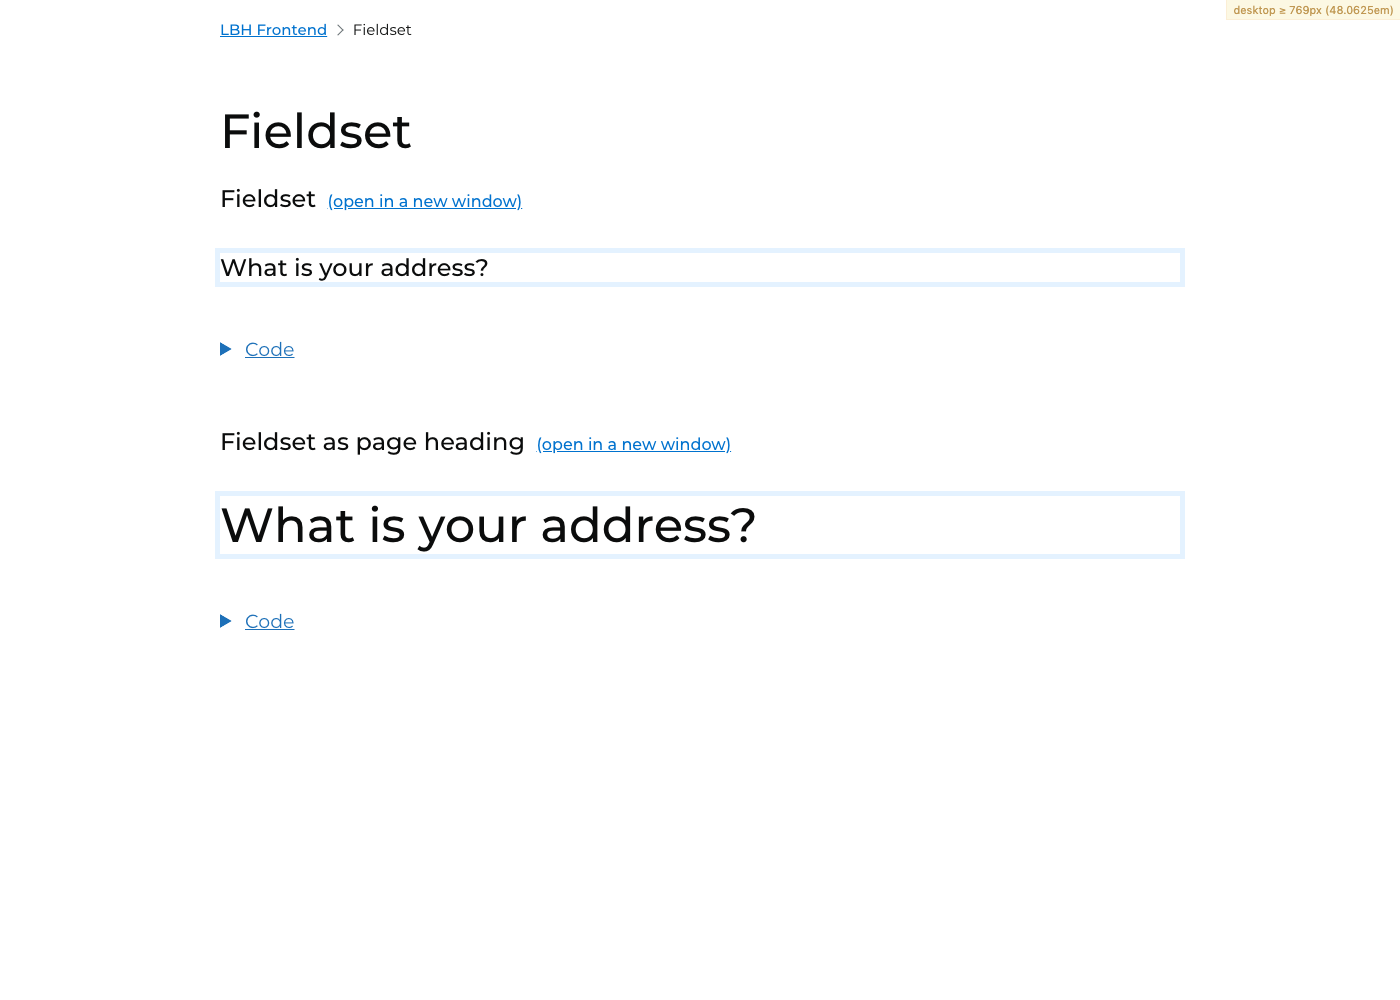 desktop ≥ 769px (48.0625em)
LBH Frontend > Fieldset
Fieldset
Fieldset (open in a new window)
What is your address?
Code
Fieldset as page heading (open in a new window)
What is your address?
Code